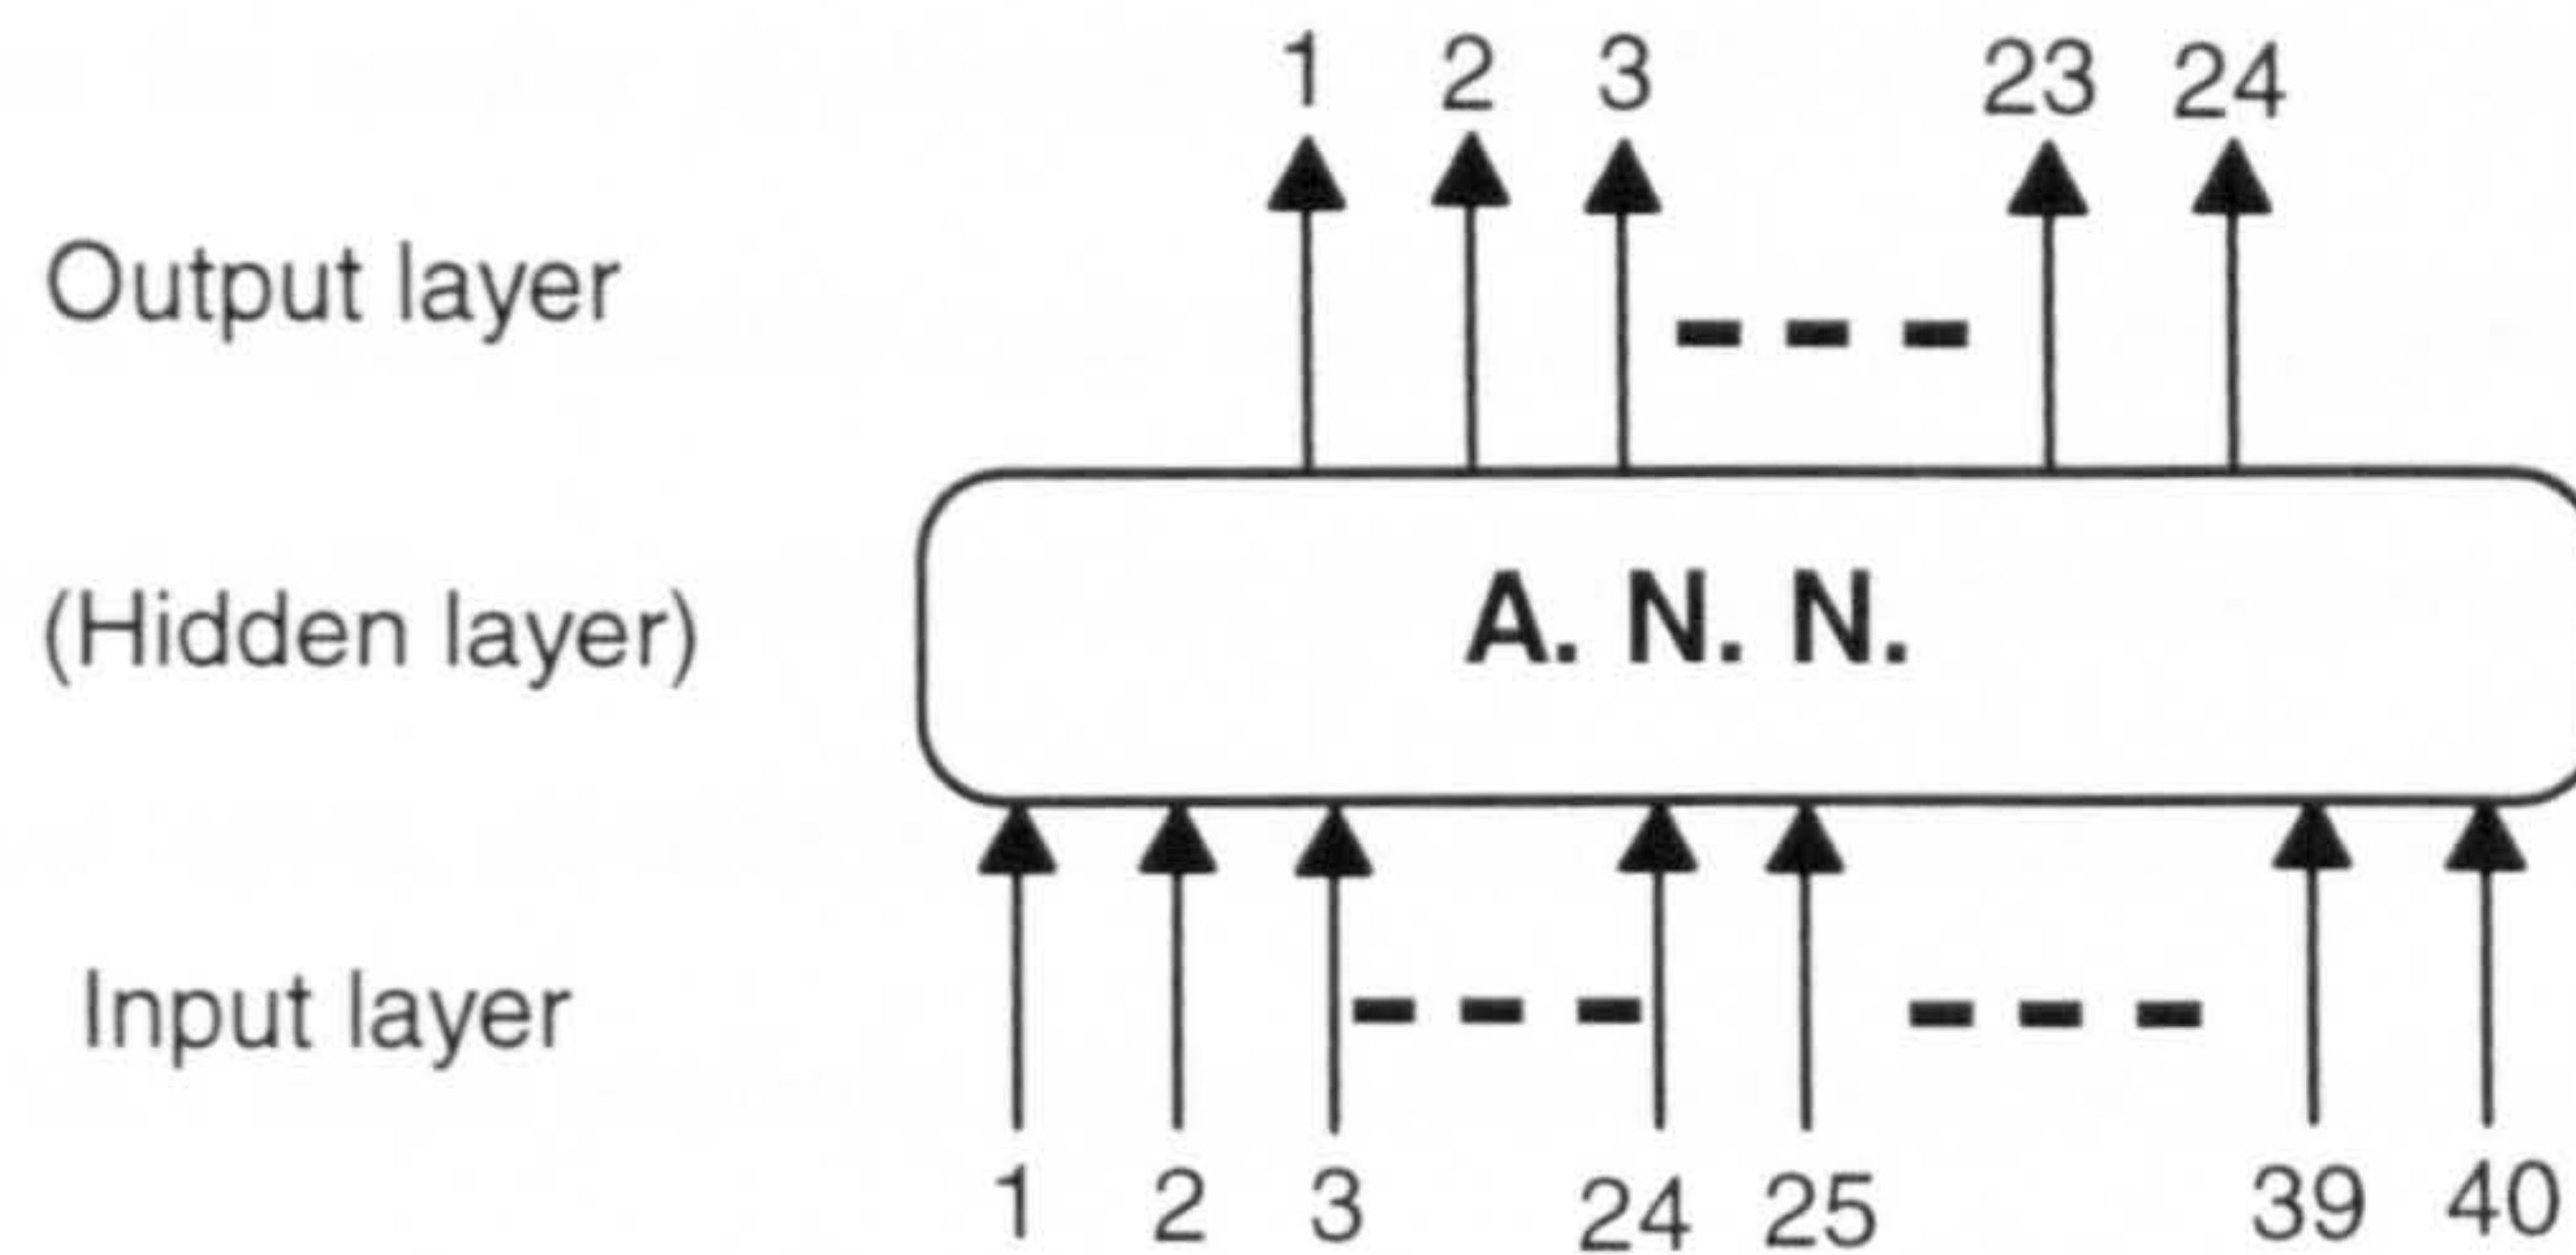 1 2 3 23 24
Output layer
(Hidden layer)
A. N. N.
Input layer
1 2 3 24 25 39 40